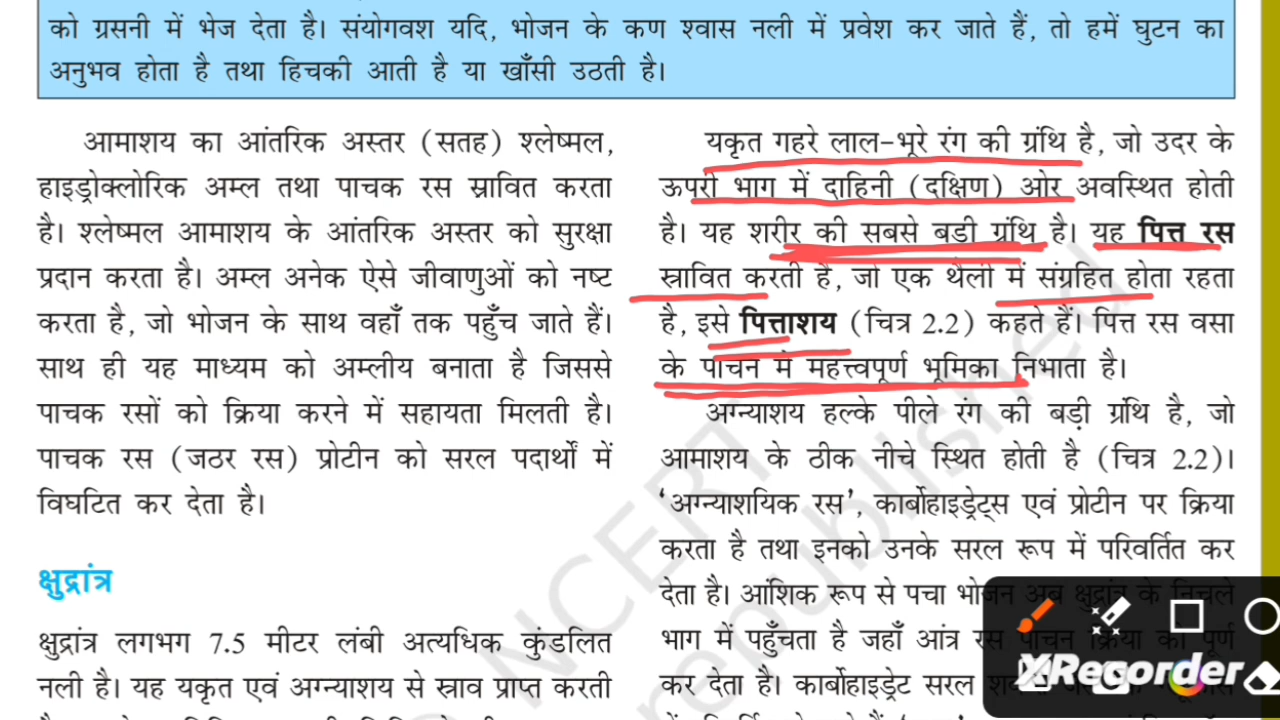 को ग्रसनी में भेज देता है। संयोगवश यदि, भोजन के कण श्वास नली में प्रवेश कर जाते हैं, तो हमें घुटन का
अनुभव होता है तथा हिचकी आती है या खाँसी उठती है।
आमाशय का आंतरिक अस्तर (सतह) श्लेष्मल,
हाइड्रोक्लोरिक अम्ल तथा पाचक रस स्रावित करता
है। श्लेष्मल आमाशय के आंतरिक अस्तर को सुरक्षा
प्रदान करता है। अम्ल अनेक ऐसे जीवाणुओं को नष्ट
करता है, जो भोजन के साथ वहाँ तक पहुँच जाते हैं।
साथ ही यह माध्यम को अम्लीय बनाता है जिससे
पाचक रसों को क्रिया करने में सहायता मिलती है।
पाचक रस (जठर रस) प्रोटीन को सरल पदार्थों में
विघटित कर देता है।
क्षुद्रांत्र
क्षुद्रांत्र लगभग 7.5 मीटर लंबी अत्यधिक कुंडलित
नली है। यह यकृत एवं अग्न्याशय से स्राव प्राप्त करती
यकृत गहरे लाल-भूरे रंग की ग्रंथि है, जो उदर के
ऊपरी भाग में दाहिनी (दक्षिण) ओर अवस्थित होती
है। यह शरीर की सबसे बड़ी ग्रंथि है। यह पित्त रस
स्रावित करती है, जो एक थैली में संग्रहित होता रहता
है, इसे पित्ताशय (चित्र 2.2) कहते हैं। पित्त रस वसा
के पाचन में महत्त्वपूर्ण भूमिका निभाता है।
अग्न्याशय हल्के पीले रंग की बड़ी ग्रंथि है, जो
आमाशय के ठीक नीचे स्थित होती है (चित्र 2.2)।
‘अग्न्याशयिक रस’, कार्बोहाइड्रेट्स एवं प्रोटीन पर क्रिया
करता है तथा इनको उनके सरल रूप में परिवर्तित कर
देता है। आंशिक रूप से पचा भोजन अब क्षुद्रांत्र के निचले
भाग में पहुँचता है जहाँ आंत्र रस पाचन क्रिया को पूर्ण
कर देता है। कार्बोहाइड्रेट सरल
NCERT
republished
XRecorder